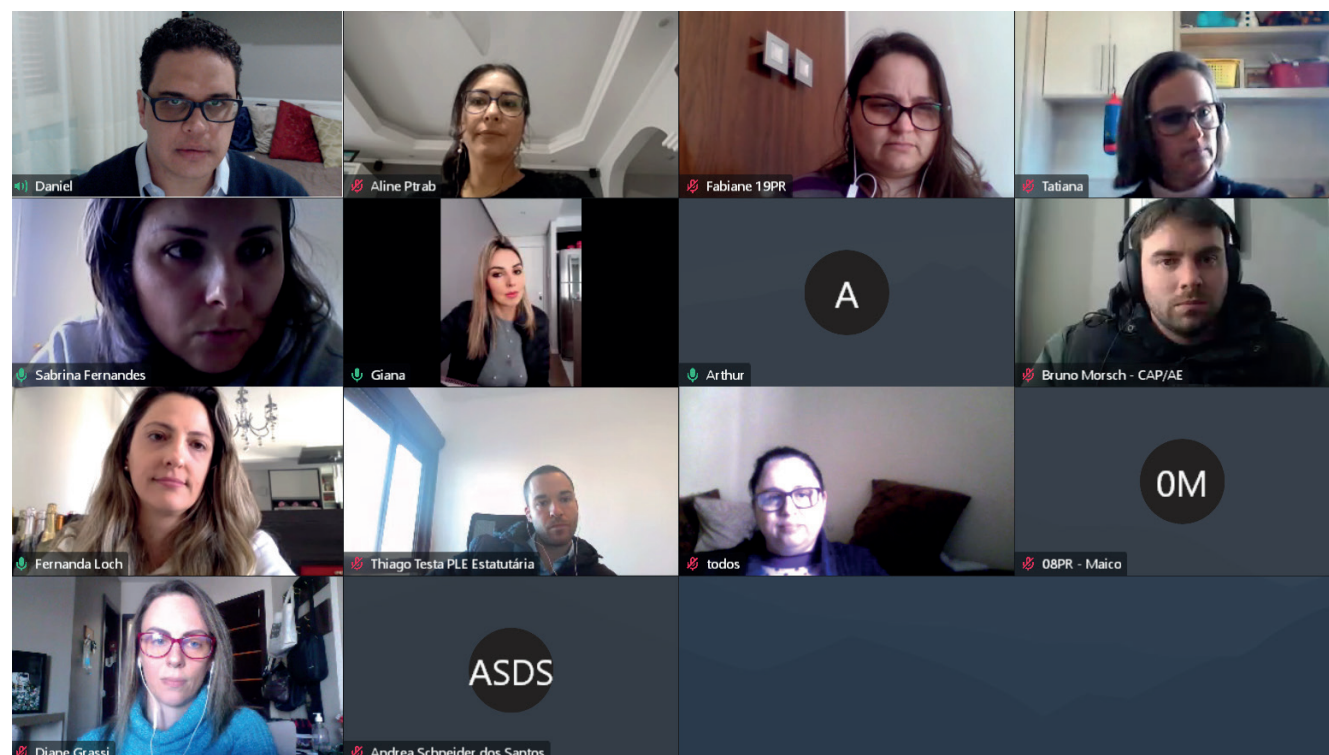 Daniel
Aline Ptrab
Fabiane 19PR
Tatiana
Sabrina Fernandes
Giana
A
Arthur
Bruno Morsch - CAP/AE
Fernanda Loch
Thiago Testa PLE Estatutária
todos
0M
08PR - Maico
Diane Grassi
ASDS
Andrea Schneider dos Santos